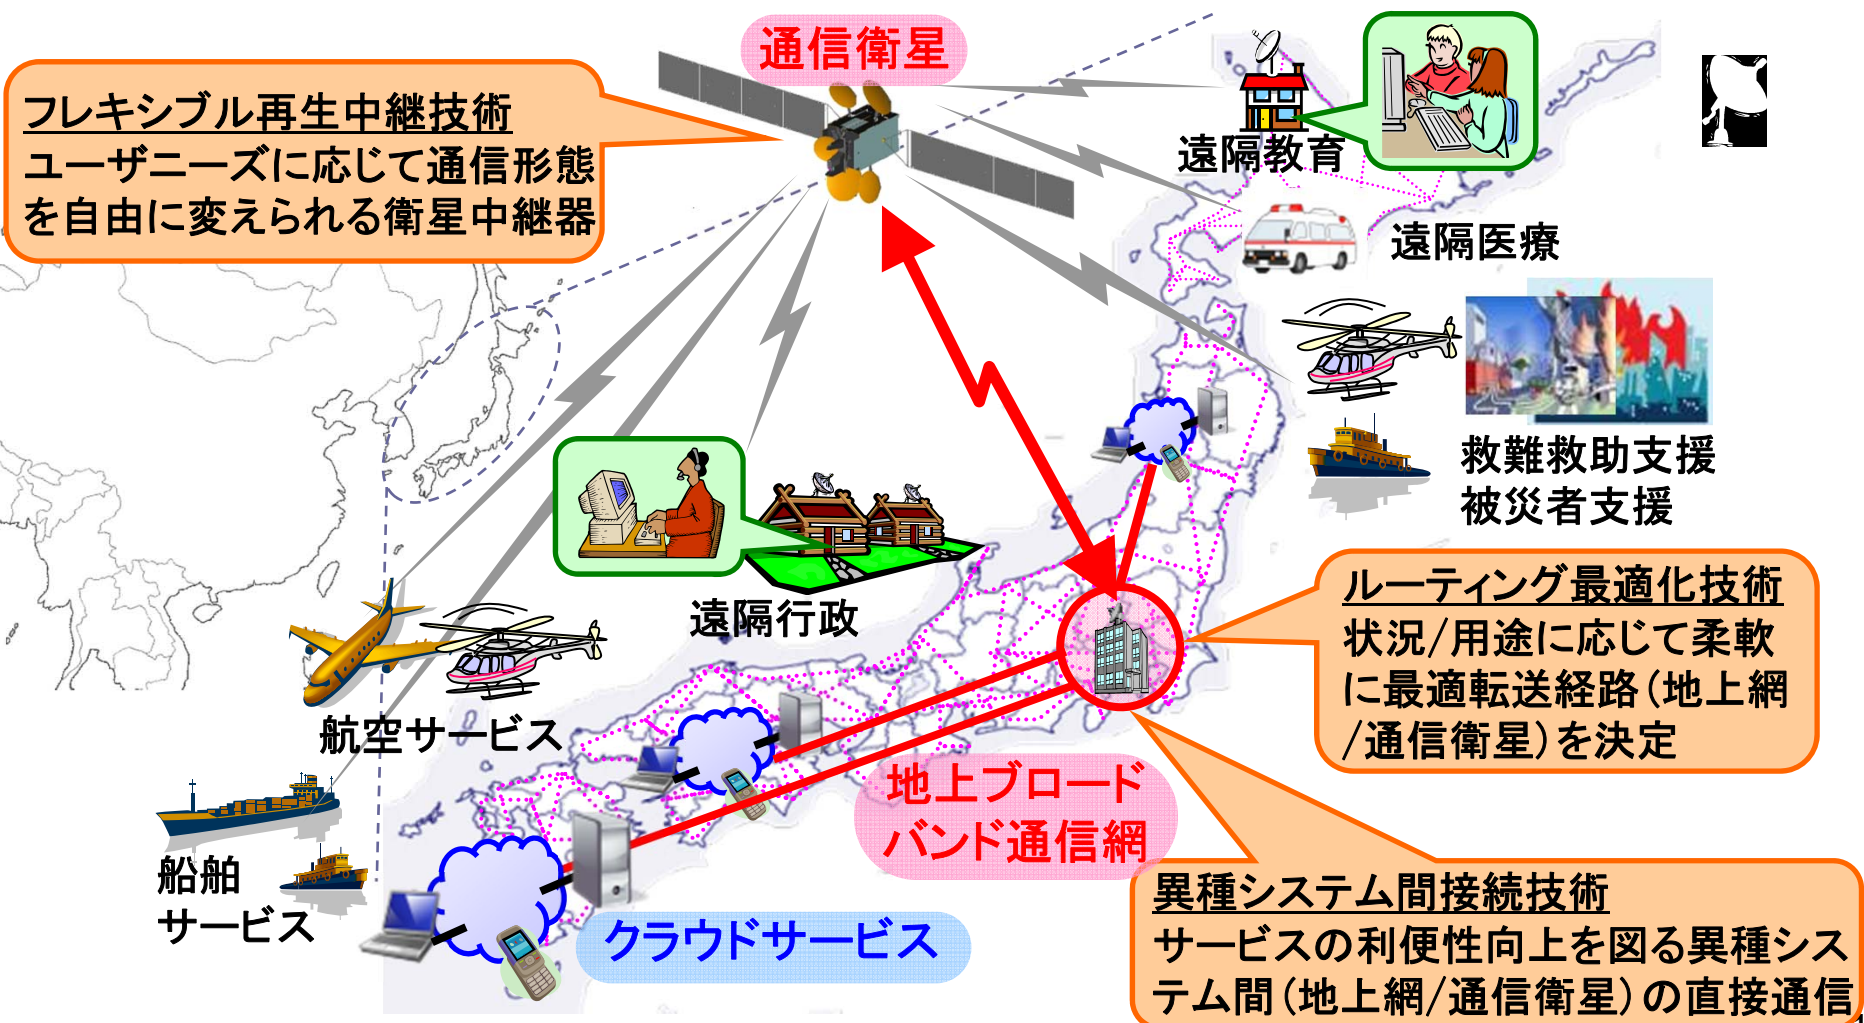 通信衛星
フレキシブル再生中継技術
ユーザニーズに応じて通信形態
を自由に変えられる衛星中継器
遠隔教育
遠隔医療
救難救助支援
被災者支援
遠隔行政
ルーティング最適化技術
状況/用途に応じて柔軟
に最適転送経路(地上網
/通信衛星)を決定
航空サービス
地上ブロード
バンド通信網
船舶
サービス
クラウドサービス
異種システム間接続技術
サービスの利便性向上を図る異種シス
テム間(地上網/通信衛星)の直接通信